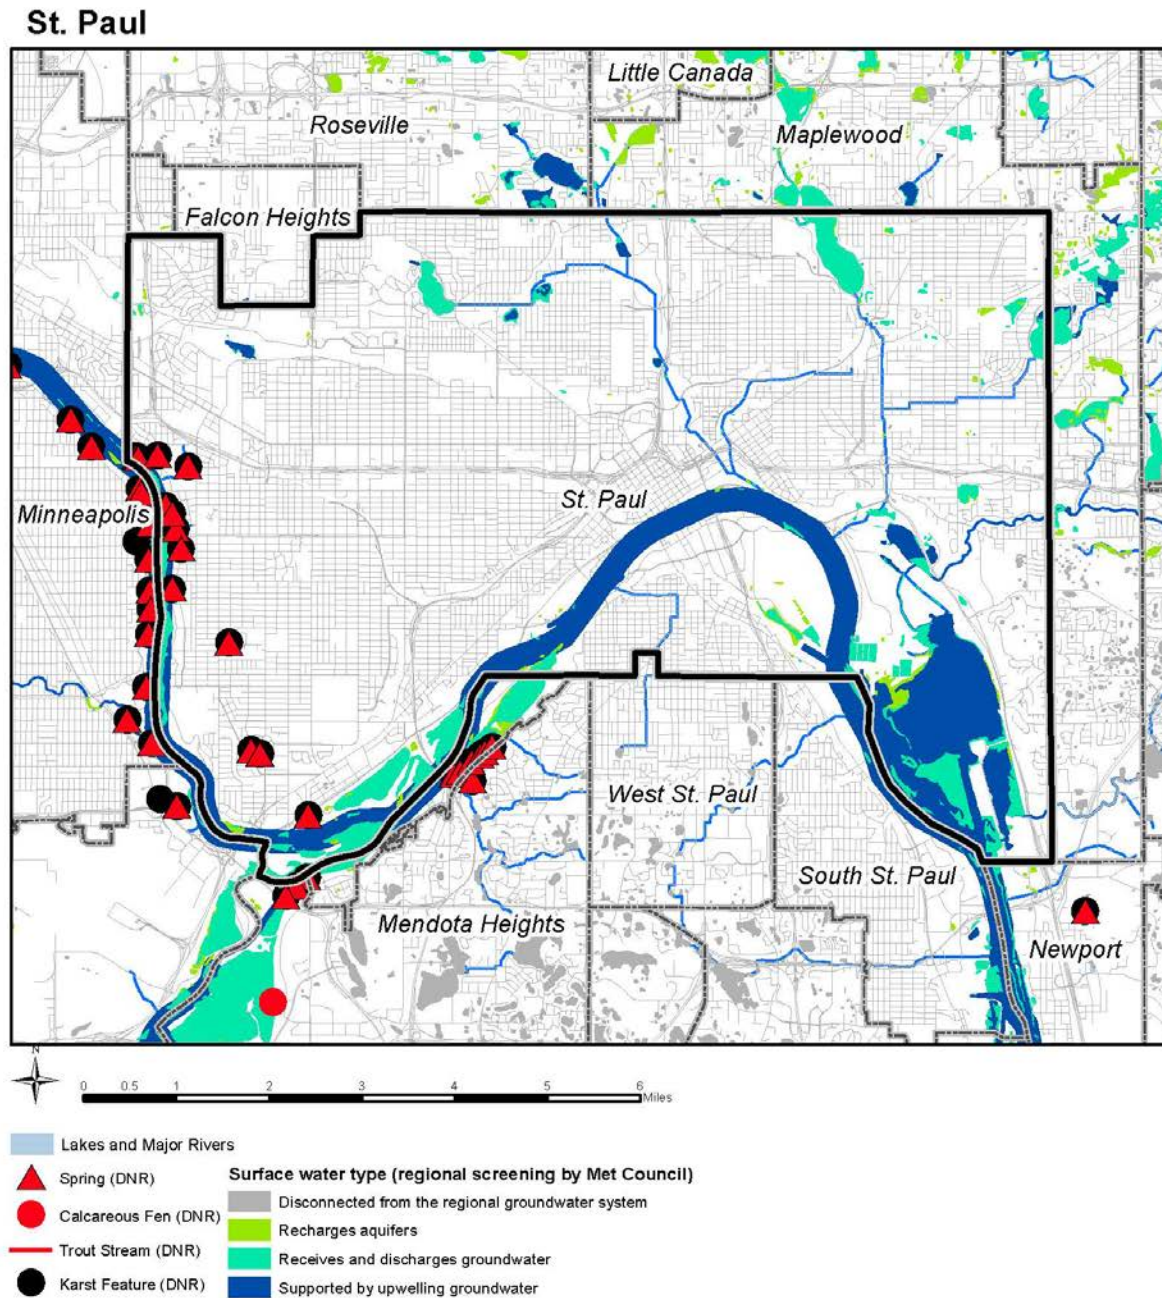 St. Paul
Little Canada
Roseville
Maplewood
Falcon Heights
St. Paul
Minneapolis
West St. Paul
South St. Paul
Mendota Heights
Newport
N
0 0.5 1 2 3 4 5 6
Miles
Lakes and Major Rivers
Spring (DNR)
Calcareous Fen (DNR)
Trout Stream (DNR)
Karst Feature (DNR)
Surface water type (regional screening by Met Council)
Disconnected from the regional groundwater system
Recharges aquifers
Receives and discharges groundwater
Supported by upwelling groundwater